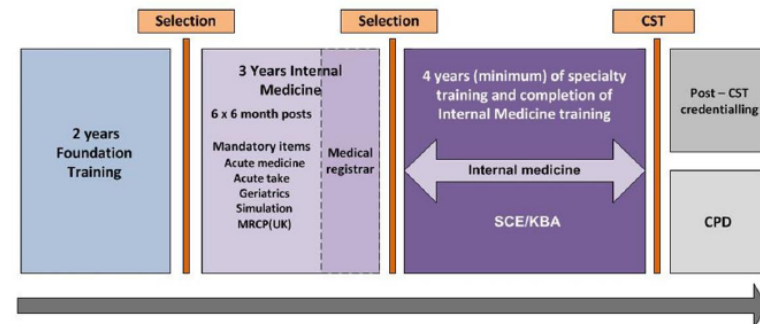 Selection
Selection
CST
2 years
Foundation
Training
3 Years Internal
Medicine
6 x 6 month posts
Mandatory items
Acute medicine
Acute take
Geriatrics
Simulation
MRCP(UK)
Medical
registrar
4 years (minimum) of specialty
training and completion of
Internal Medicine training
Internal medicine
SCE/KBA
Post – CST
credentialling
CPD